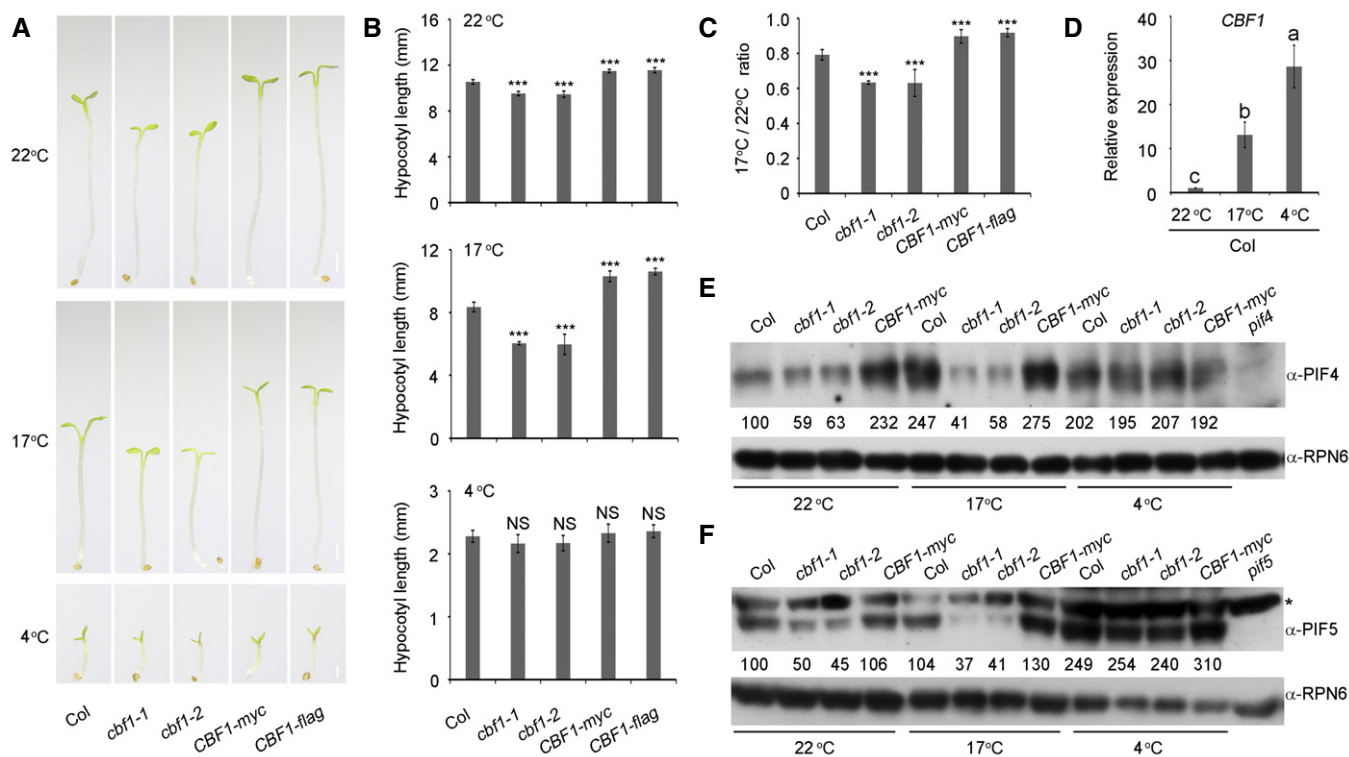 A
22°C
17°C
4°C
Col
cbf1-1
cbf1-2
CBF1-myc
CBF1-flag
B
22 °C
Hypocotyl length (mm)
16
12
8
4
0
***
***
***
***
17 °C
Hypocotyl length (mm)
12
8
4
0
***
***
***
***
4 °C
Hypocotyl length (mm)
3
2
1
0
NS
NS
NS
NS
Col
cbf1-1
cbf1-2
CBF1-myc
CBF1-flag
C
17°C / 22°C ratio
1.0
0.8
0.6
0.4
0.2
0
***
***
***
***
Col
cbf1-1
cbf1-2
CBF1-myc
CBF1-flag
D
CBF1
Relative expression
40
30
20
10
0
c
b
a
22 °C 17°C 4 °C
Col
E
Col cbf1-1 cbf1-2 CBF1-myc Col cbf1-1 cbf1-2 CBF1-myc Col cbf1-1 cbf1-2 CBF1-myc pif4
α-PIF4
100 59 63 232 247 41 58 275 202 195 207 192
α-RPN6
22 °C 17°C 4°C
F
Col cbf1-1 cbf1-2 CBF1-myc Col cbf1-1 cbf1-2 CBF1-myc Col cbf1-1 cbf1-2 CBF1-myc pif5
*
α-PIF5
100 50 45 106 104 37 41 130 249 254 240 310
α-RPN6
22 °C 17°C 4°C